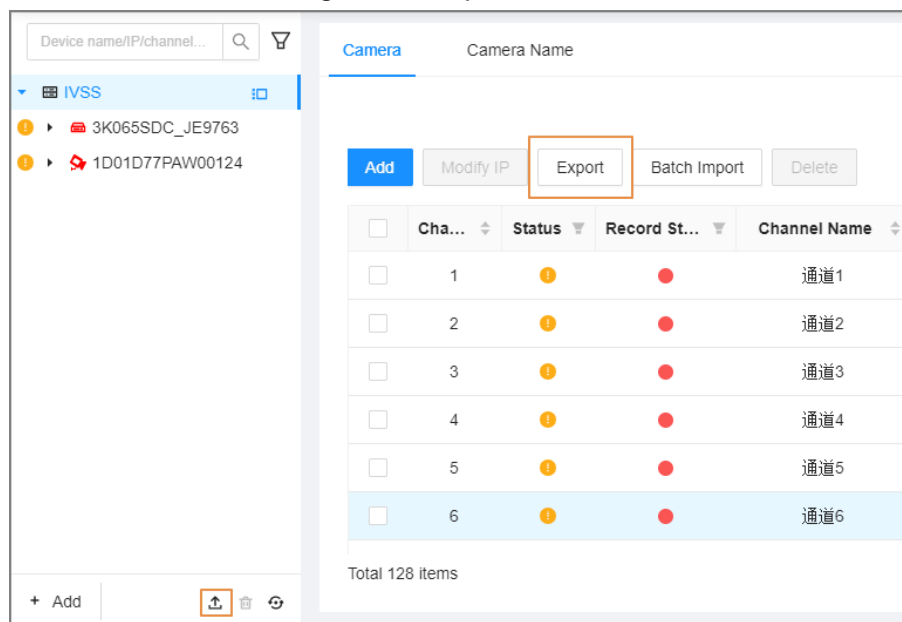 Device name/IP/channel...
IVSS
3K065SDC_JE9763
1D01D77PAW00124
+ Add
Camera Camera Name
Add Modify IP Export Batch Import Delete
Cha... Status Record St... Channel Name
1 通道1
2 通道2
3 通道3
4 通道4
5 通道5
6 通道6
Total 128 items